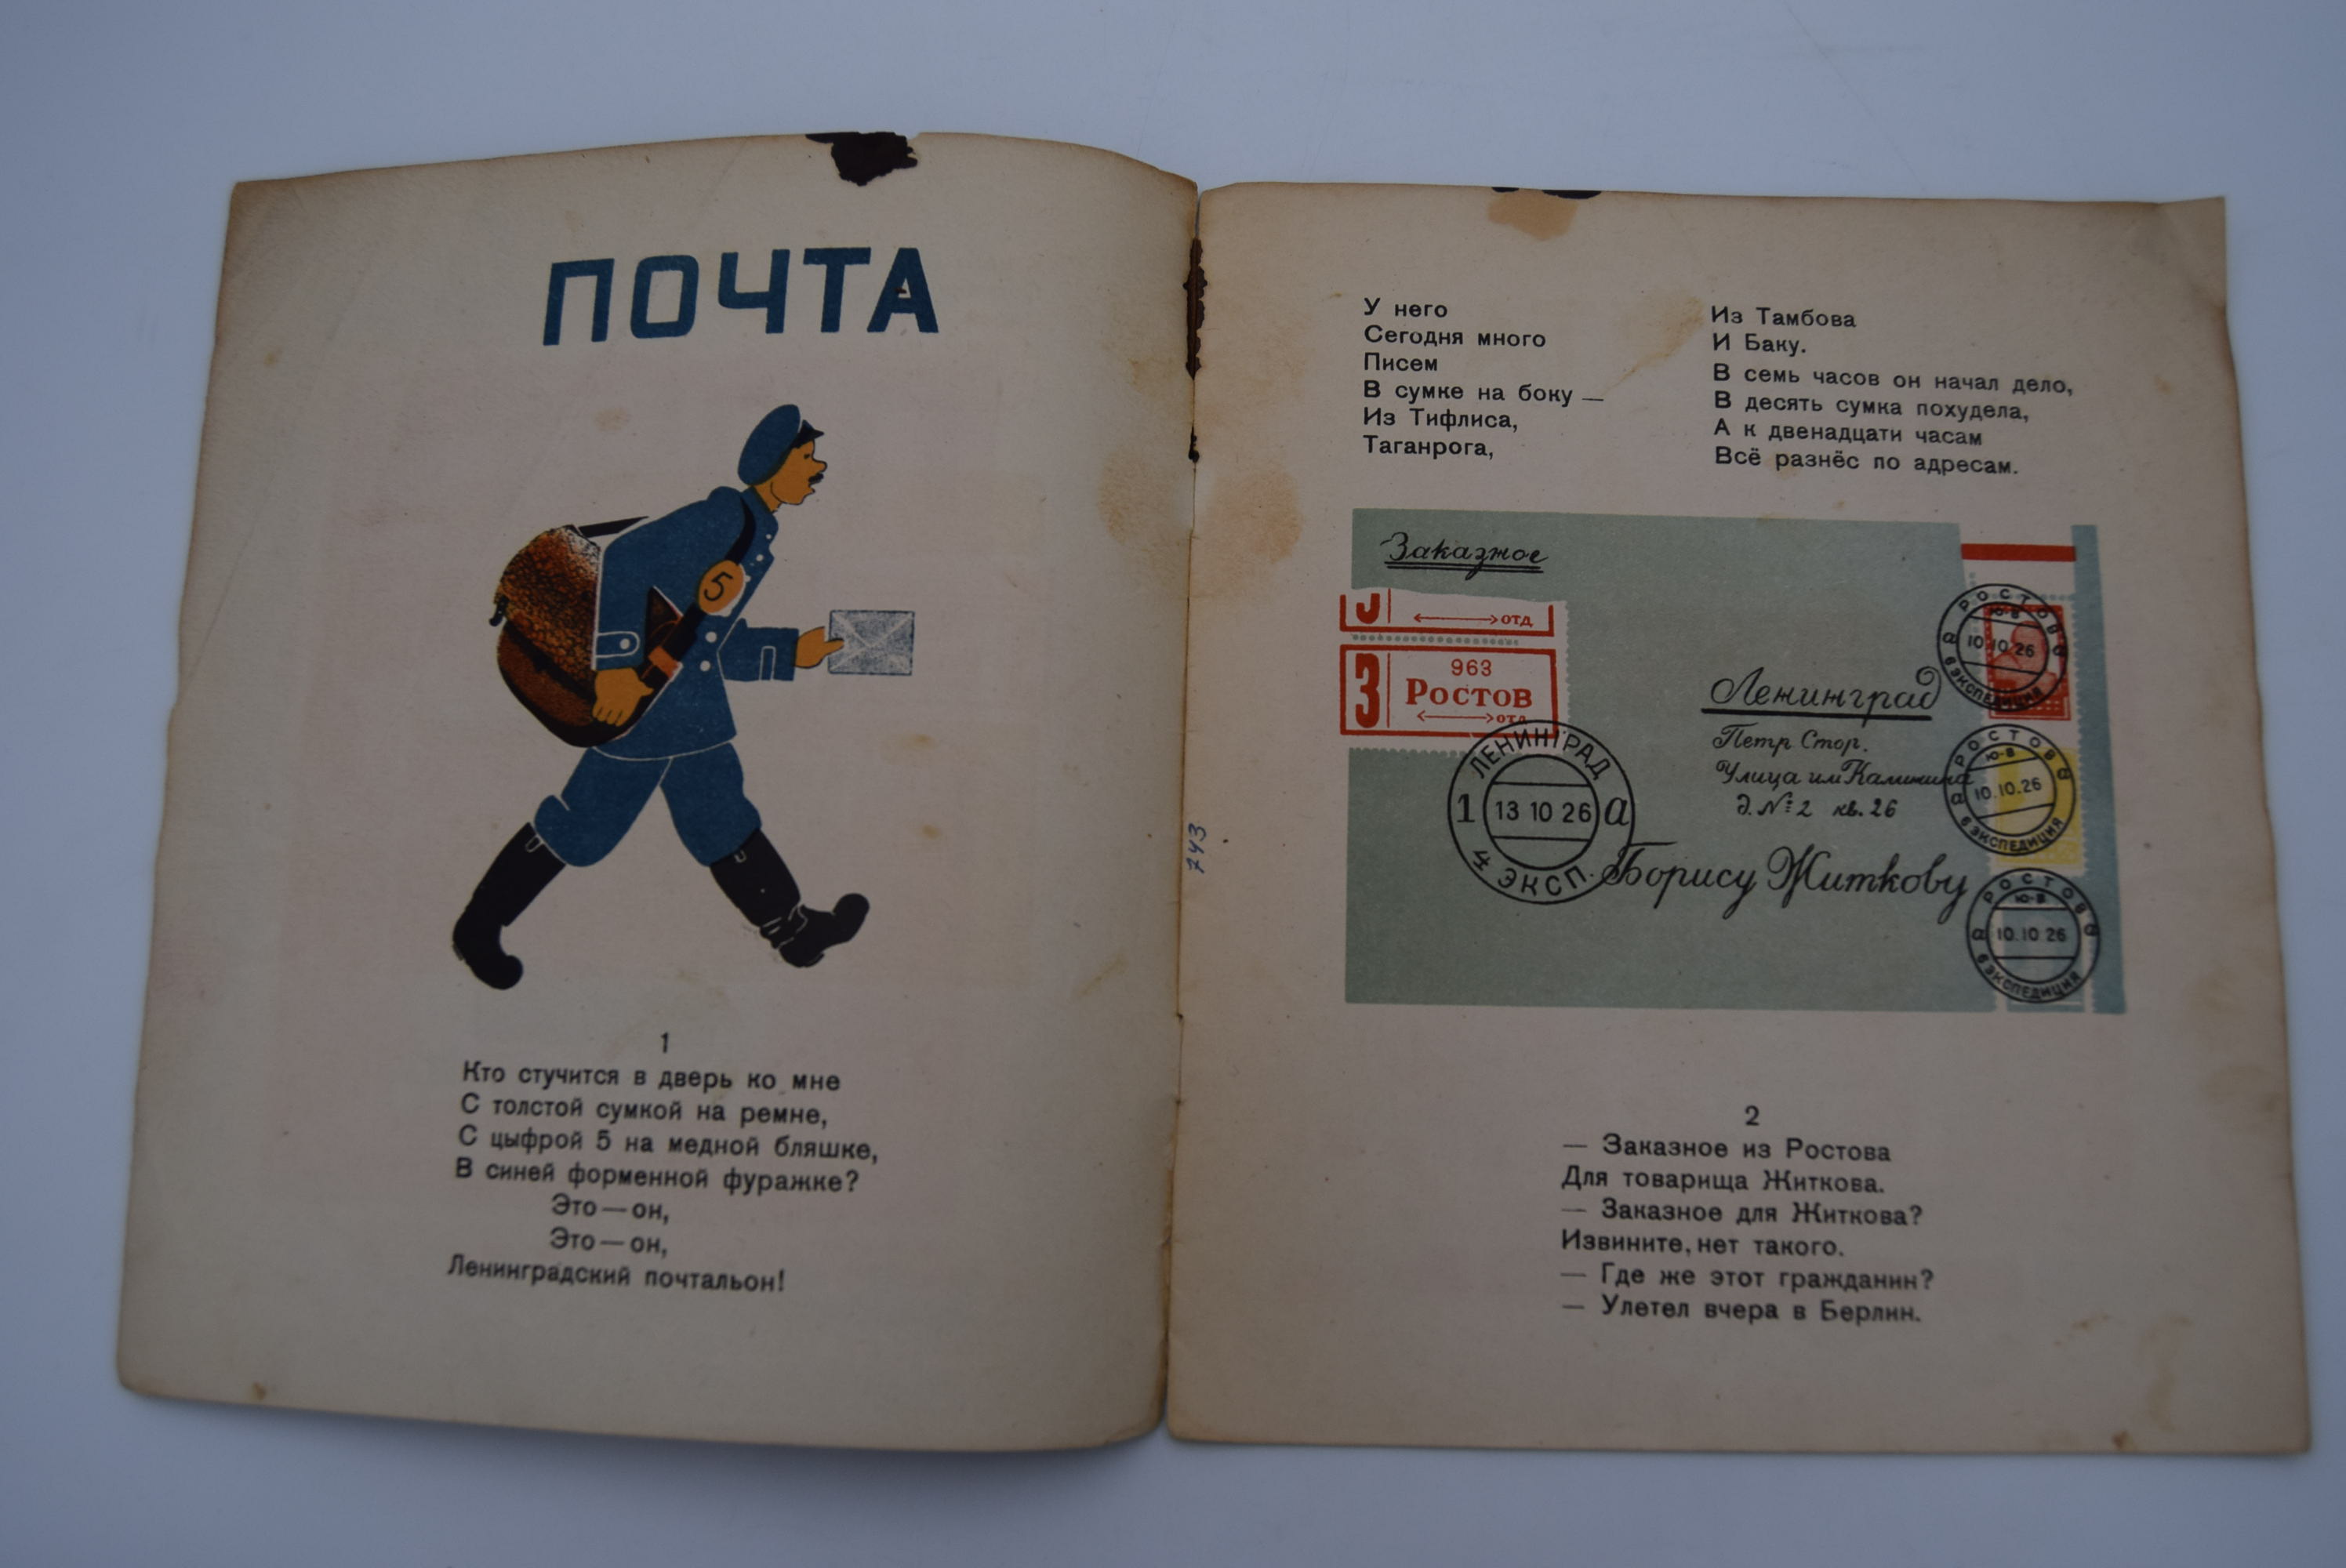 ПОЧТА
5
1
Кто стучится в дверь ко мне
С толстой сумкой на ремне,
С цыфрой 5 на медной бляшке,
В синей форменной фуражке?
Это — он,
Это — он,
Ленинградский почтальон!
743
У него
Сегодня много
Писем
В сумке на боку —
Из Тифлиса,
Таганрога,
Из Тамбова
И Баку.
В семь часов он начал дело,
В десять сумка похудела,
А к двенадцати часам
Всё разнёс по адресам.
Заказное
отд
3
963
Ростов
отд
ЛЕНИНГРАД
1 13 10 26 а
4 ЭКСП.
Ленинград
Петр Стор.
Улица им Калинина
д. № 2 кв. 26
Борису Житкову
РОСТОВ
Ю-В
10.10 26
6 ЭКСПЕДИЦИЯ
РОСТОВ
Ю-В
10.10.26
6 ЭКСПЕДИЦИЯ
РОСТОВ
Ю-В
10.10 26
6 ЭКСПЕДИЦИЯ
2
— Заказное из Ростова
Для товарища Житкова.
— Заказное для Житкова?
Извините, нет такого.
— Где же этот гражданин?
— Улетел вчера в Берлин.